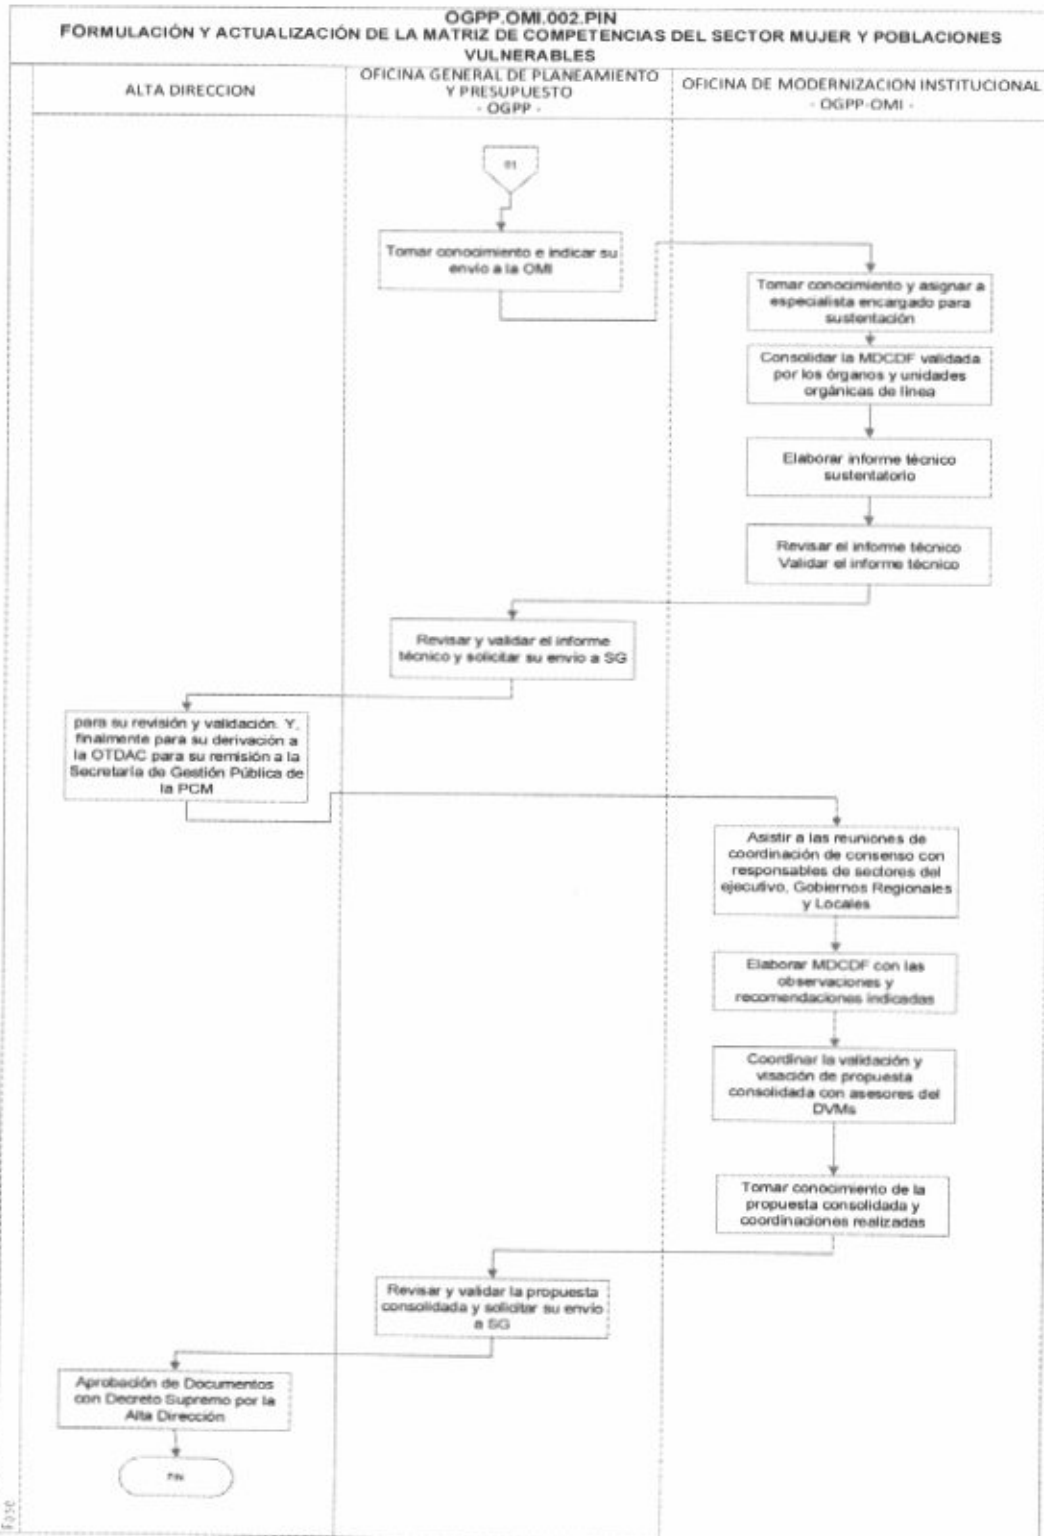 OGPP.OMI.002.PIN
FORMULACIÓN Y ACTUALIZACIÓN DE LA MATRIZ DE COMPETENCIAS DEL SECTOR MUJER Y POBLACIONES
VULNERABLES
ALTA DIRECCION
OFICINA GENERAL DE PLANEAMIENTO
Y PRESUPUESTO
- OGPP -
OFICINA DE MODERNIZACION INSTITUCIONAL
- OGPP-OMI -
01
Tomar conocimiento e indicar su
envío a la OMI
Tomar conocimiento y asignar a
especialista encargado para
sustentación
Consolidar la MDCDF validada
por los órganos y unidades
orgánicas de línea
Elaborar informe técnico
sustentatorio
Revisar el informe técnico
Validar el informe técnico
Revisar y validar el informe
técnico y solicitar su envío a SG
para su revisión y validación. Y,
finalmente para su derivación a
la OTDAC para su remisión a la
Secretaría de Gestión Pública de
la PCM
Asistir a las reuniones de
coordinación de consenso con
responsables de sectores del
ejecutivo, Gobiernos Regionales
y Locales
Elaborar MDCDF con las
observaciones y
recomendaciones indicadas
Coordinar la validación y
visación de propuesta
consolidada con asesores del
DVMs
Tomar conocimiento de la
propuesta consolidada y
coordinaciones realizadas
Revisar y validar la propuesta
consolidada y solicitar su envío
a SG
Aprobación de Documentos
con Decreto Supremo por la
Alta Dirección
FIN
Fase